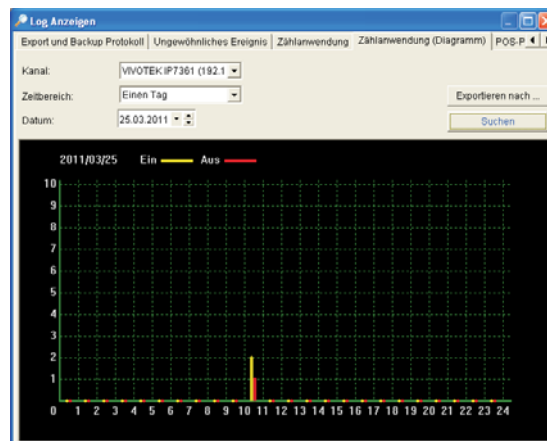 Log Anzeigen
Export und Backup Protokoll Ungewöhnliches Ereignis Zählanwendung Zählanwendung (Diagramm) POS-P
Kanal: VIVOTEK IP7361 (192.1
Zeitbereich: Einen Tag
Exportieren nach ...
Datum: 25.03.2011
Suchen
2011/03/25 Ein Aus
10
9
8
7
6
5
4
3
2
1
0 1 2 3 4 5 6 7 8 9 10 11 12 13 14 15 16 17 18 19 20 21 22 23 24